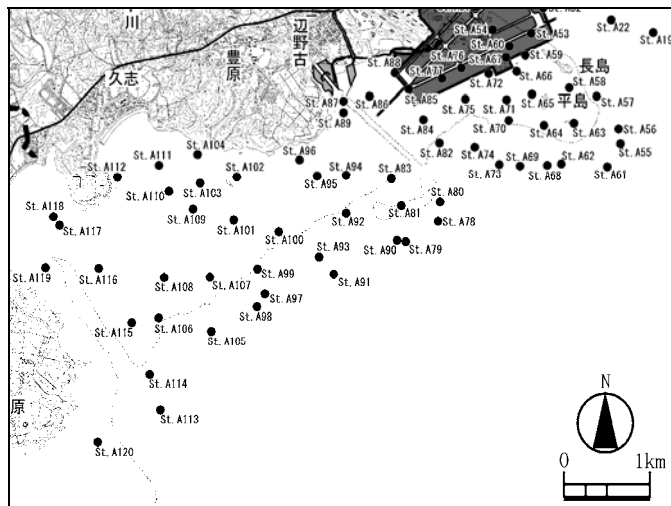 川
辺野古
豊原
久志
長島
平島
原
St. A54
St. A53
St. A22
St. A19
St. A60
St. A59
St. A67
St. A66
St. A76
St. A77
St. A72
St. A58
St. A88
St. A87
St. A86
St. A85
St. A75
St. A71
St. A65
St. A57
St. A89
St. A84
St. A70
St. A64
St. A63
St. A56
St. A55
St. A82
St. A74
St. A73
St. A69
St. A68
St. A62
St. A61
St. A104
St. A96
St. A111
St. A112
St. A102
St. A95
St. A94
St. A83
St. A110
St. A103
St. A80
St. A109
St. A81
St. A118
St. A117
St. A101
St. A92
St. A78
St. A100
St. A90
St. A79
St. A93
St. A119
St. A116
St. A108
St. A107
St. A99
St. A91
St. A97
St. A98
St. A115
St. A106
St. A105
St. A114
St. A113
St. A120
N
0 1km